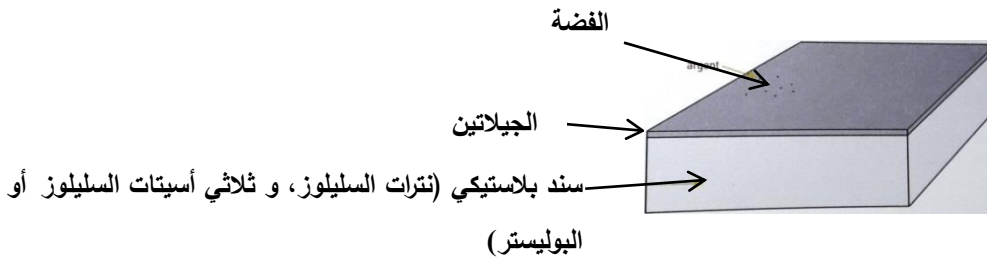 الفضة
argent
الجيلاتين
سند بلاستيكي (نترات السليلوز، و ثلاثي أسيتات السليلوز أو
البوليستر)